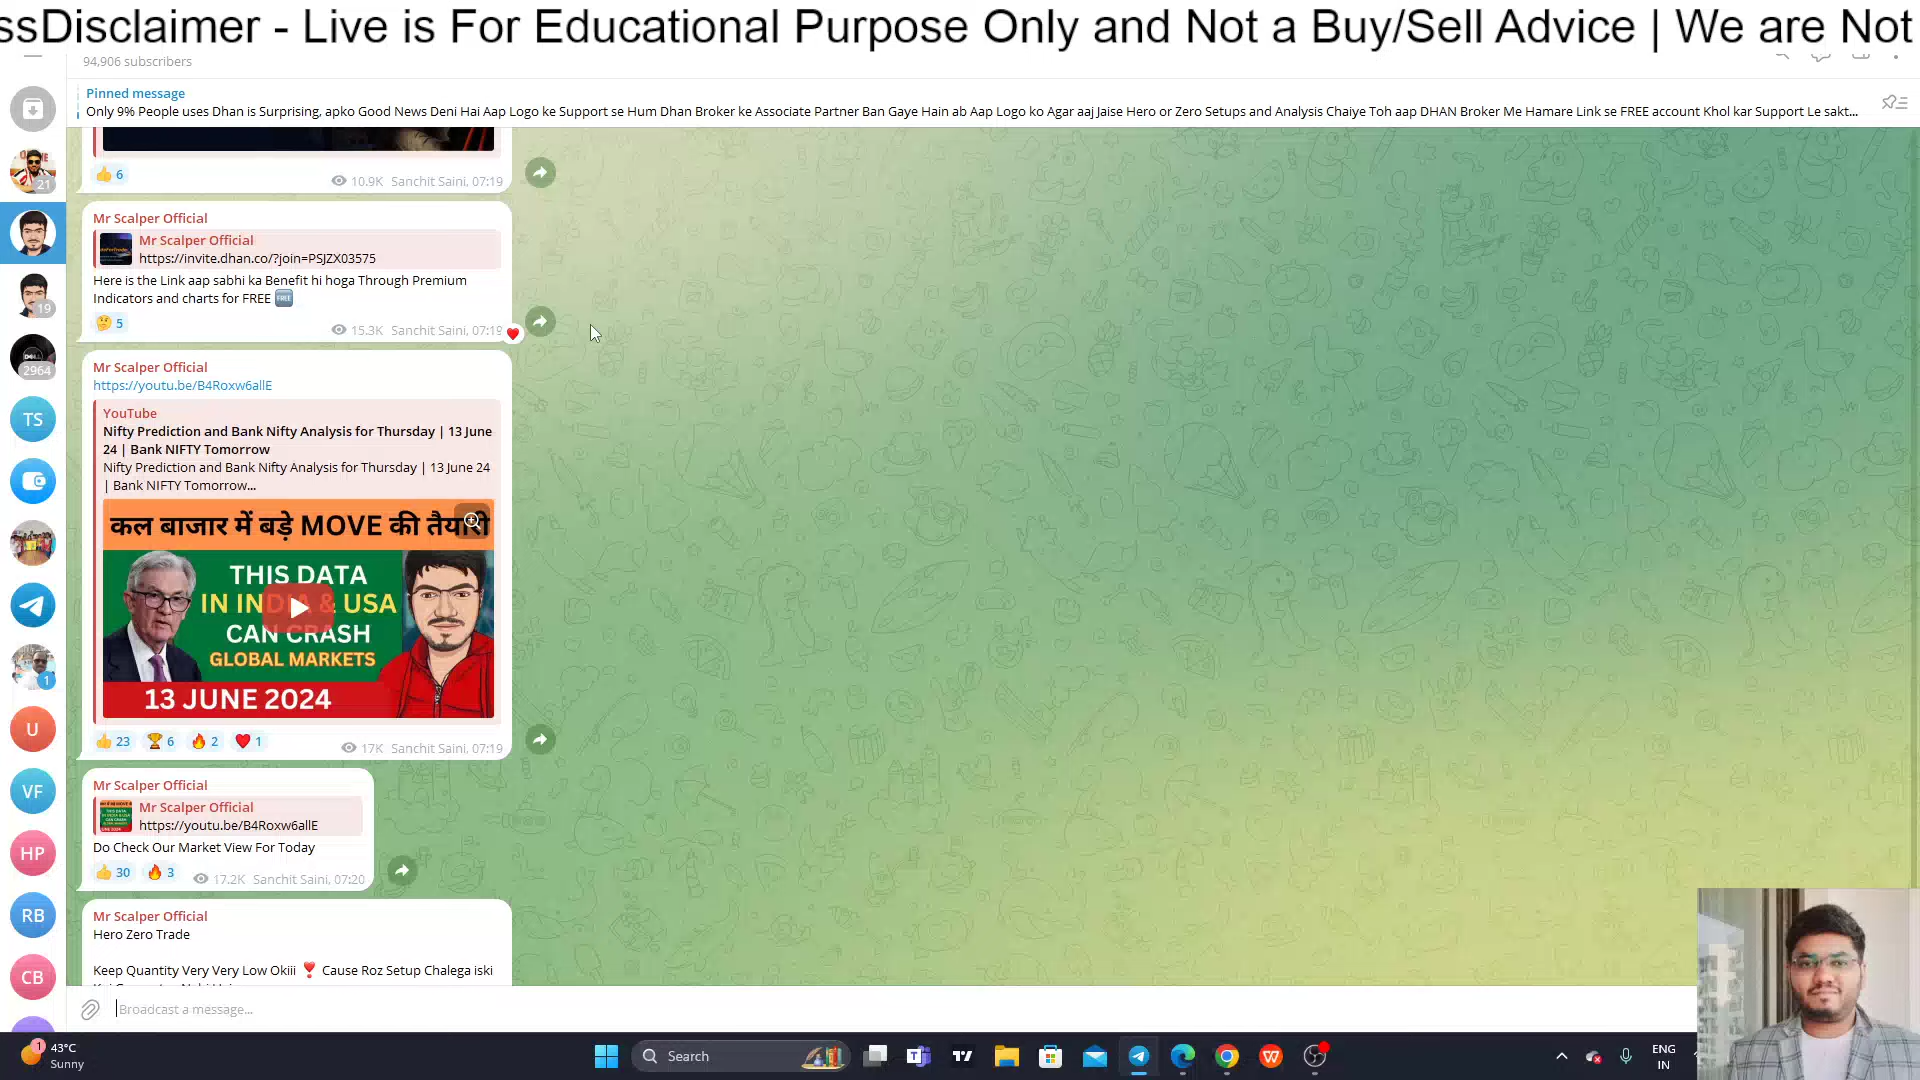 ssDisclaimer - Live is For Educational Purpose Only and Not a Buy/Sell Advice | We are Not
94,906 subscribers
Pinned message
Only 9% People uses Dhan is Surprising, apko Good News Deni Hai Aap Logo ke Support se Hum Dhan Broker ke Associate Partner Ban Gaye Hain ab Aap Logo ko Agar aaj Jaise Hero or Zero Setups and Analysis Chaiye Toh aap DHAN Broker Me Hamare Link se FREE account Khol kar Support Le sakt...
6
10.9K Sanchit Saini, 07:19
21
Mr Scalper Official
Mr Scalper Official
https://invite.dhan.co/?join=PSJZX03575
Here is the Link aap sabhi ka Benefit hi hoga Through Premium
Indicators and charts for FREE FREE
5
15.3K Sanchit Saini, 07:19
19
DELL
2964
Mr Scalper Official
https://youtu.be/B4Roxw6allE
TS
YouTube
Nifty Prediction and Bank Nifty Analysis for Thursday | 13 June
24 | Bank NIFTY Tomorrow
Nifty Prediction and Bank Nifty Analysis for Thursday | 13 June 24
| Bank NIFTY Tomorrow...
कल बाजार में बड़े MOVE की तैयारी
THIS DATA
IN INDIA & USA
CAN CRASH
GLOBAL MARKETS
13 JUNE 2024
1
U
23 6 2 1
17K Sanchit Saini, 07:19
VF
Mr Scalper Official
Mr Scalper Official
https://youtu.be/B4Roxw6allE
Do Check Our Market View For Today
30 3
17.2K Sanchit Saini, 07:20
HP
RB
Mr Scalper Official
Hero Zero Trade
Keep Quantity Very Very Low Okiii Cause Roz Setup Chalega iski
CB
Broadcast a message...
1
43°C
Sunny
Search
ENG
IN